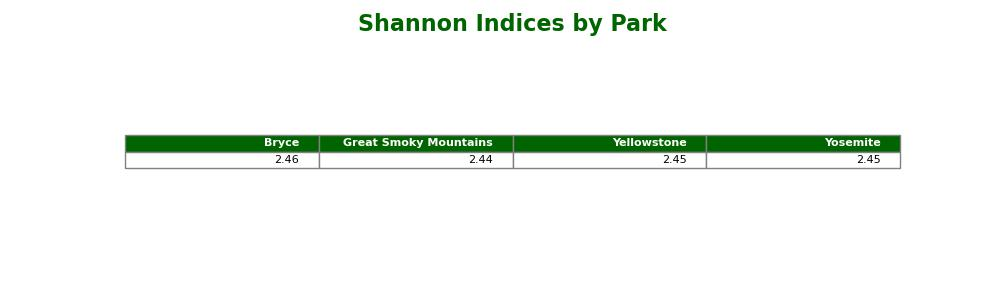 Shannon Indices by Park
Bryce Great Smoky Mountains Yellowstone Yosemite
2.46 2.44 2.45 2.45